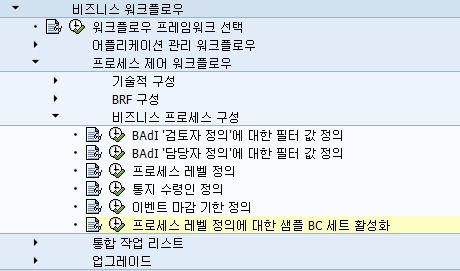 비즈니스 워크플로우
워크플로우 프레임워크 선택
어플리케이션 관리 워크플로우
프로세스 제어 워크플로우
기술적 구성
BRF 구성
비즈니스 프로세스 구성
BAdI '검토자 정의'에 대한 필터 값 정의
BAdI '담당자 정의'에 대한 필터 값 정의
프로세스 레벨 정의
통지 수령인 정의
이벤트 마감 기한 정의
프로세스 레벨 정의에 대한 샘플 BC 세트 활성화
통합 작업 리스트
업그레이드